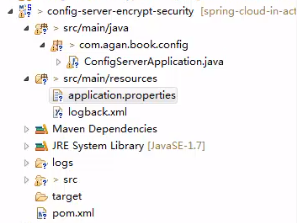 > config-server-encrypt-security [spring-cloud-in-act
> src/main/java
> com.agan.book.config
> ConfigServerApplication.java
> src/main/resources
application.properties
logback.xml
Maven Dependencies
JRE System Library [JavaSE-1.7]
logs
> src
target
pom.xml